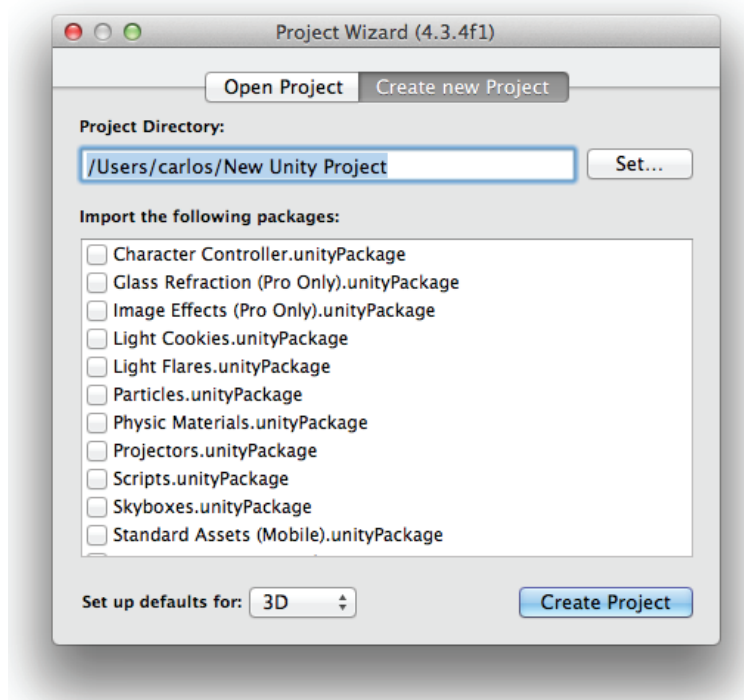 Project Wizard (4.3.4f1)
Open Project
Create new Project
Project Directory:
/Users/carlos/New Unity Project
Set...
Import the following packages:
Character Controller.unityPackage
Glass Refraction (Pro Only).unityPackage
Image Effects (Pro Only).unityPackage
Light Cookies.unityPackage
Light Flares.unityPackage
Particles.unityPackage
Physic Materials.unityPackage
Projectors.unityPackage
Scripts.unityPackage
Skyboxes.unityPackage
Standard Assets (Mobile).unityPackage
Set up defaults for: 3D
Create Project